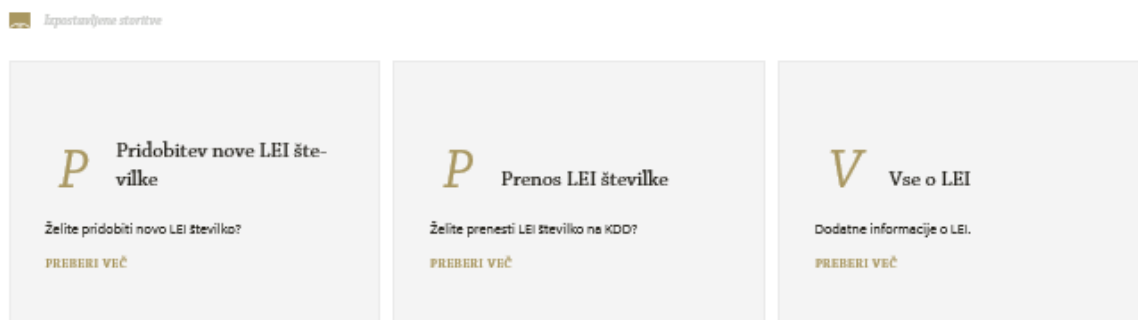 Izpostavljene storitve
P
Pridobitev nove LEI šte-
vilke
Želite pridobiti novo LEI številko?
PREBERI VEČ
P
Prenos LEI številke
Želite prenesti LEI številko na KDD?
PREBERI VEČ
V
Vse o LEI
Dodatne informacije o LEI.
PREBERI VEČ